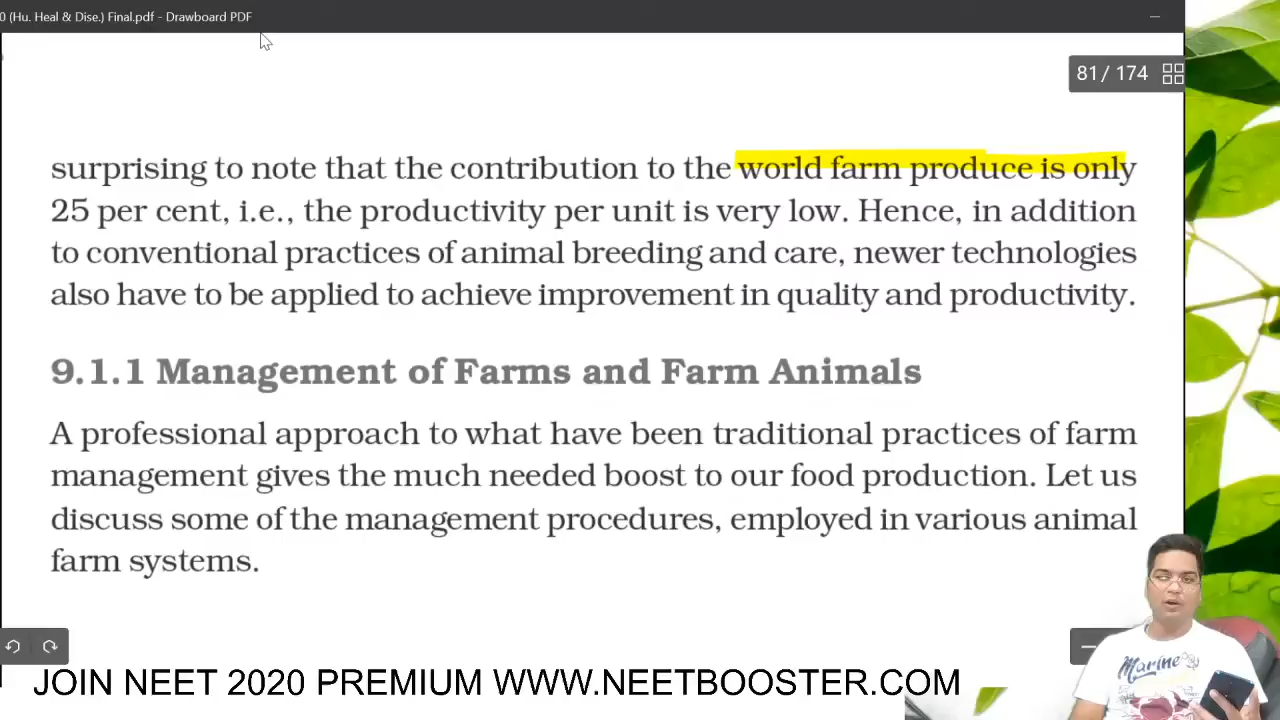 0 (Hu. Heal & Dise.) Final.pdf - Drawboard PDF
81 / 174
surprising to note that the contribution to the world farm produce is only
25 per cent, i.e., the productivity per unit is very low. Hence, in addition
to conventional practices of animal breeding and care, newer technologies
also have to be applied to achieve improvement in quality and productivity.
9.1.1 Management of Farms and Farm Animals
A professional approach to what have been traditional practices of farm
management gives the much needed boost to our food production. Let us
discuss some of the management procedures, employed in various animal
farm systems.
Marine
JOIN NEET 2020 PREMIUM WWW.NEETBOOSTER.COM